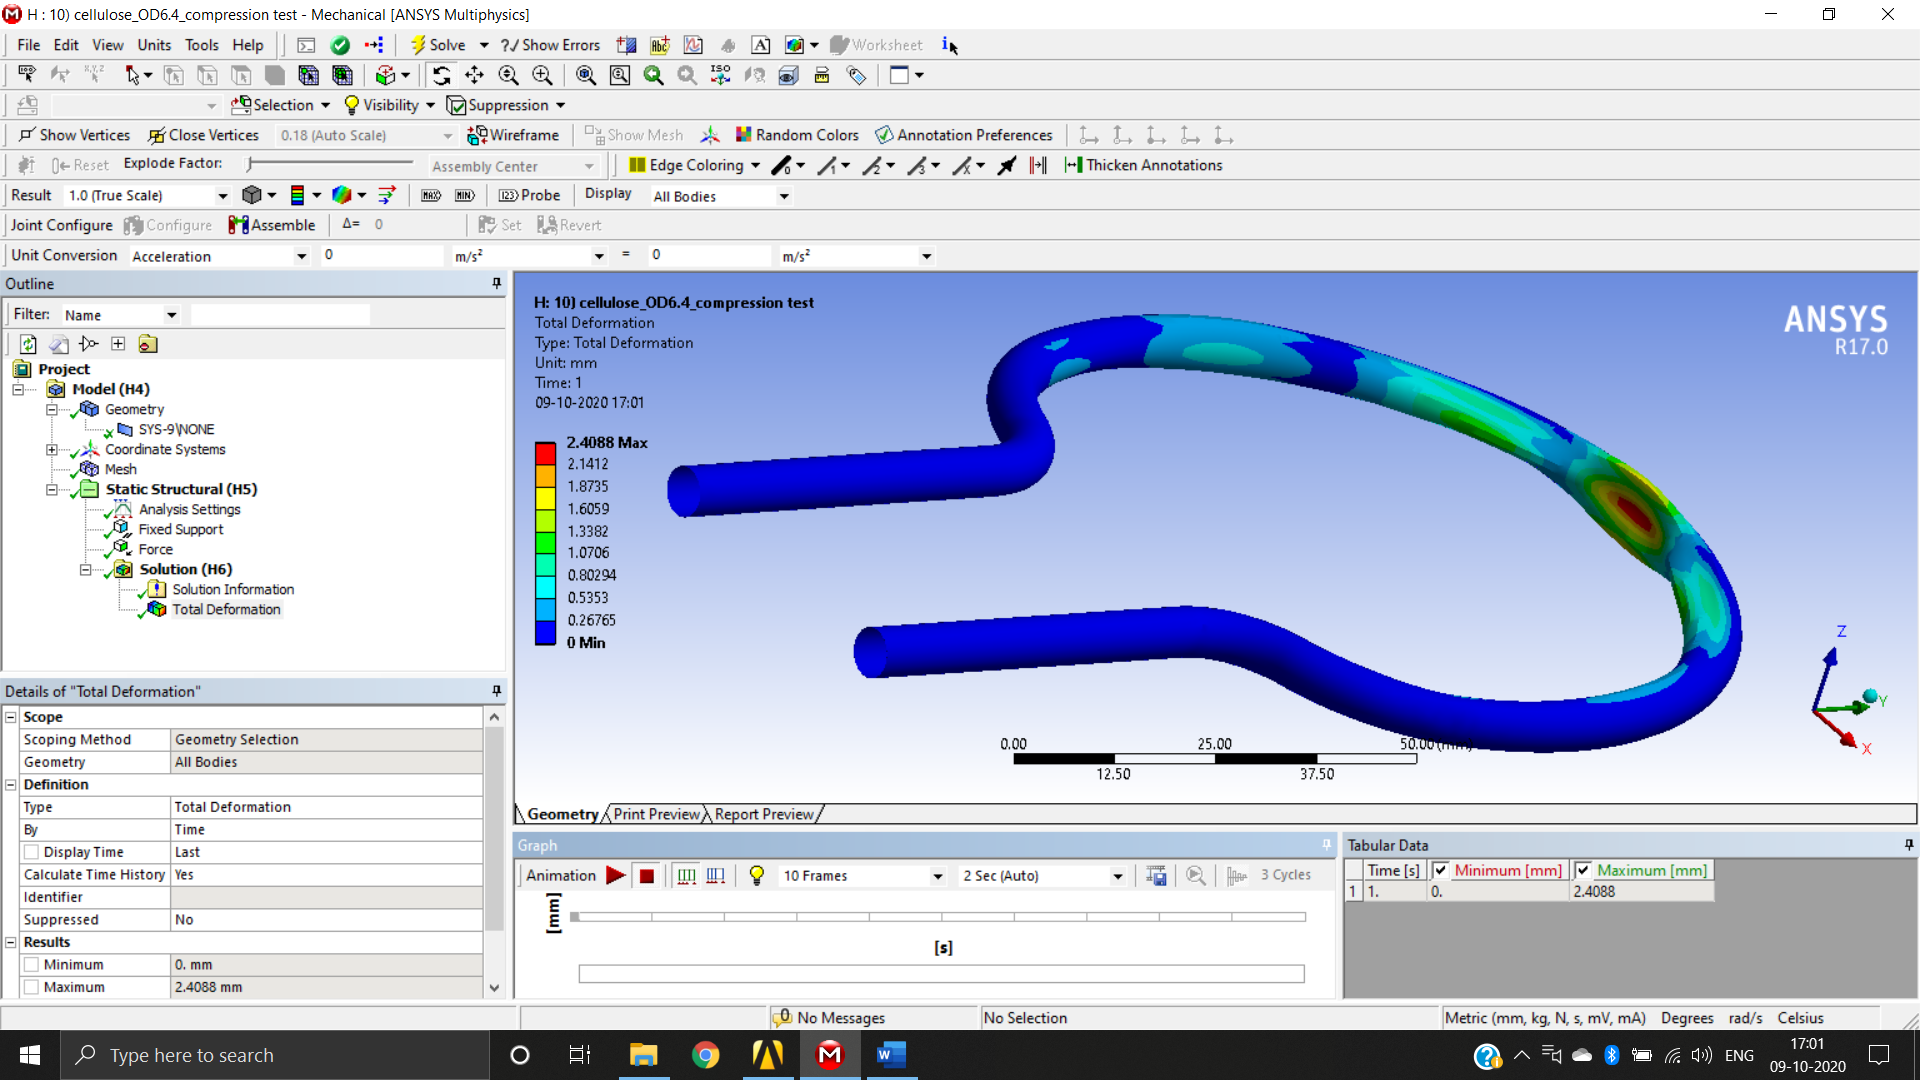 H : 10) cellulose_OD6.4_compression test - Mechanical [ANSYS Multiphysics]
File Edit View Units Tools Help Solve ?/ Show Errors Worksheet
ISO
Selection Visibility Suppression
Show Vertices Close Vertices 0.18 (Auto Scale) Wireframe Show Mesh Random Colors Annotation Preferences
Reset Explode Factor: Assembly Center Edge Coloring Thicken Annotations
Result 1.0 (True Scale) MAX MIN Probe Display All Bodies
Joint Configure Configure Assemble Δ= 0 Set Revert
Unit Conversion Acceleration 0 m/s² = 0 m/s²
Outline
Filter: Name
Project
Model (H4)
Geometry
SYS-9\NONE
Coordinate Systems
Mesh
Static Structural (H5)
Analysis Settings
Fixed Support
Force
Solution (H6)
Solution Information
Total Deformation
Details of "Total Deformation"
Scope
Scoping Method Geometry Selection
Geometry All Bodies
Definition
Type Total Deformation
By Time
Display Time Last
Calculate Time History Yes
Identifier
Suppressed No
Results
Minimum 0. mm
Maximum 2.4088 mm
H: 10) cellulose_OD6.4_compression test
Total Deformation
Type: Total Deformation
Unit: mm
Time: 1
09-10-2020 17:01
2.4088 Max
2.1412
1.8735
1.6059
1.3382
1.0706
0.80294
0.5353
0.26765
0 Min
ANSYS
R17.0
Z
Y
X
0.00 25.00 50.00
12.50 37.50
Geometry Print Preview Report Preview
Graph
Animation 10 Frames 2 Sec (Auto) 3 Cycles
[mm]
[s]
Tabular Data
Time [s] Minimum [mm] Maximum [mm]
1 1. 0. 2.4088
No Messages No Selection Metric (mm, kg, N, s, mV, mA) Degrees rad/s Celsius
Type here to search
ENG
17:01
09-10-2020